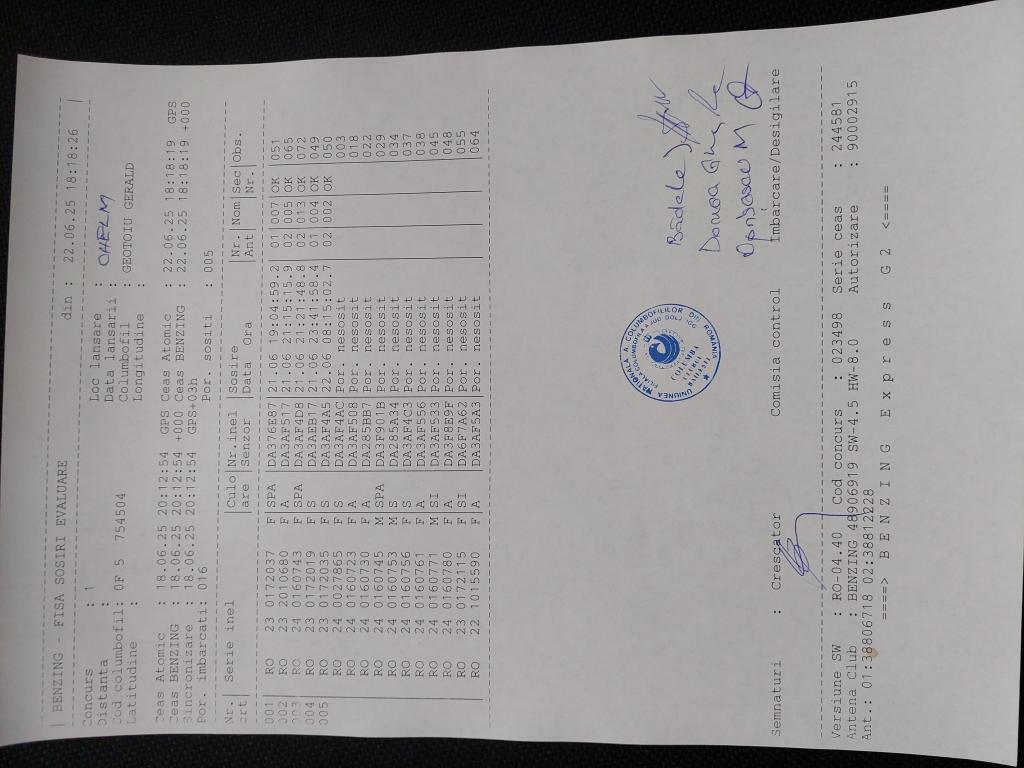 | BENZING - FISA SOSIRI EVALUARE din : 22.06.25 18:18:26 |
Concurs : 1 Loc lansare : CHELM
Distanta : Data lansarii :
Cod columbofil: 0F 5 754504 Columbofil : GEOTOIU GERALD
Latitudine : Longitudine :
Ceas Atomic : 18.06.25 20:12:54 GPS Ceas Atomic : 22.06.25 18:18:19 GPS
Ceas BENZING : 18.06.25 20:12:54 +000 Ceas BENZING : 22.06.25 18:18:19 +000
Sincronizare : 18.06.25 20:12:54 GPS+03h
Por. imbarcati: 016 Por. sositi : 005
Nr. | Serie inel |Culo |Nr.inel |Sosire |Nr. |Nom |Sec |Obs.
crt | |are |Senzor |Data Ora |Ant | |Nr. |
001 | RO 23 0172037 F |SPA |DA376E87 |21.06 19:04:59.2 | 01 |007 |OK |051
002 | RO 23 2010680 F |A |DA3AF517 |21.06 21:15:15.9 | 02 |005 |OK |065
003 | RO 24 0160743 F |SPA |DA3AF4D8 |21.06 21:21:48.8 | 02 |013 |OK |072
004 | RO 23 0172019 F |S |DA3AEB17 |21.06 23:41:58.4 | 01 |004 |OK |049
005 | RO 23 0172035 F |S |DA3AF4A5 |22.06 08:15:02.7 | 02 |002 |OK |050
RO 24 0027865 F |S |DA3AF4AC |Por. nesosit |003
RO 24 0160723 F |A |DA3AF508 |Por. nesosit |018
RO 24 0160730 F |A |DA285BB7 |Por. nesosit |022
RO 24 0160745 M |SPA |DA3F901B |Por. nesosit |029
RO 24 0160753 M |S |DA285A34 |Por. nesosit |034
RO 24 0160756 F |S |DA3AF4C3 |Por. nesosit |037
RO 24 0160761 F |A |DA3AF556 |Por. nesosit |038
RO 24 0160771 M |SI |DA3AF533 |Por. nesosit |045
RO 24 0160780 F |A |DA3F8E9F |Por. nesosit |048
RO 23 0172115 F |SI |DA6F7A62 |Por. nesosit |055
RO 22 1015590 F |A |DA3AF5A3 |Por. nesosit |064
UNIUNEA NATIONALA A COLUMBOFILILOR DIN ROMANIA
COLUMBA
Semnaturi : Crescator Comisia control Imbarcare/Desigilare
Versiune SW : RO-04.40 Cod concurs : 023498 Serie ceas : 244581
Antena Club : BENZING 48906919 SW-4.5 HW-8.0 Autorizare : 90002915
Ant.: 01:38806718 02:38812228
====> B E N Z I N G E x p r e s s G 2 <====